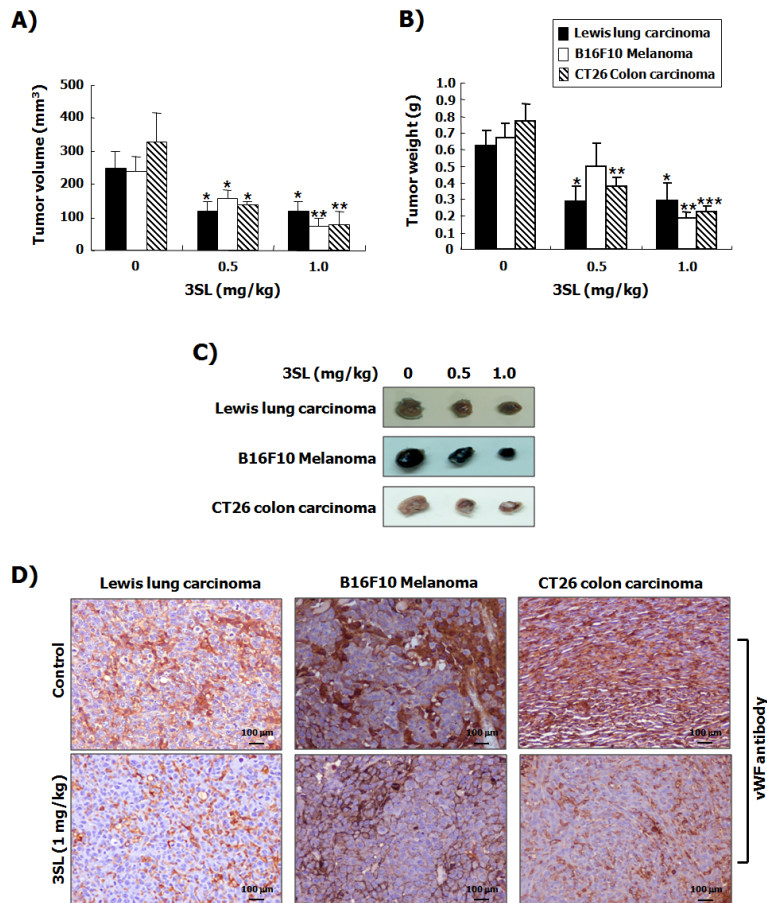 A)
Tumor volume (mm³)
500
400
300
200
100
0
* * *
* ** **
0 0.5 1.0
3SL (mg/kg)
B)
Lewis lung carcinoma
B16F10 Melanoma
CT26 Colon carcinoma
Tumor weight (g)
1.0
0.9
0.8
0.7
0.6
0.5
0.4
0.3
0.2
0.1
0
* **
* ** ***
0 0.5 1.0
3SL (mg/kg)
C)
3SL (mg/kg) 0 0.5 1.0
Lewis lung carcinoma
B16F10 Melanoma
CT26 colon carcinoma
D)
Lewis lung carcinoma B16F10 Melanoma CT26 colon carcinoma
Control
100 µm 100 µm 100 µm
3SL (1 mg/kg)
100 µm 100 µm 100 µm
vWF antibody